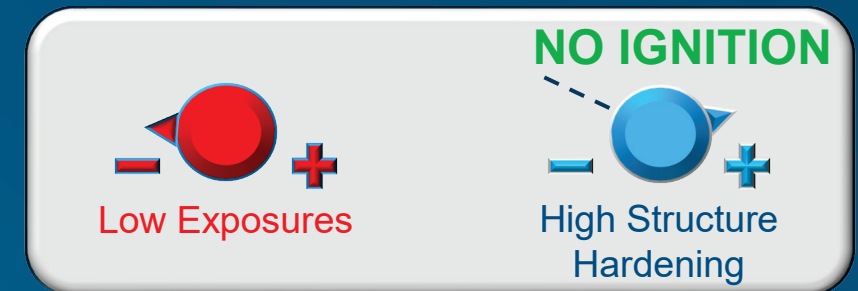 NO IGNITION
− +
− +
Low Exposures
High Structure
Hardening